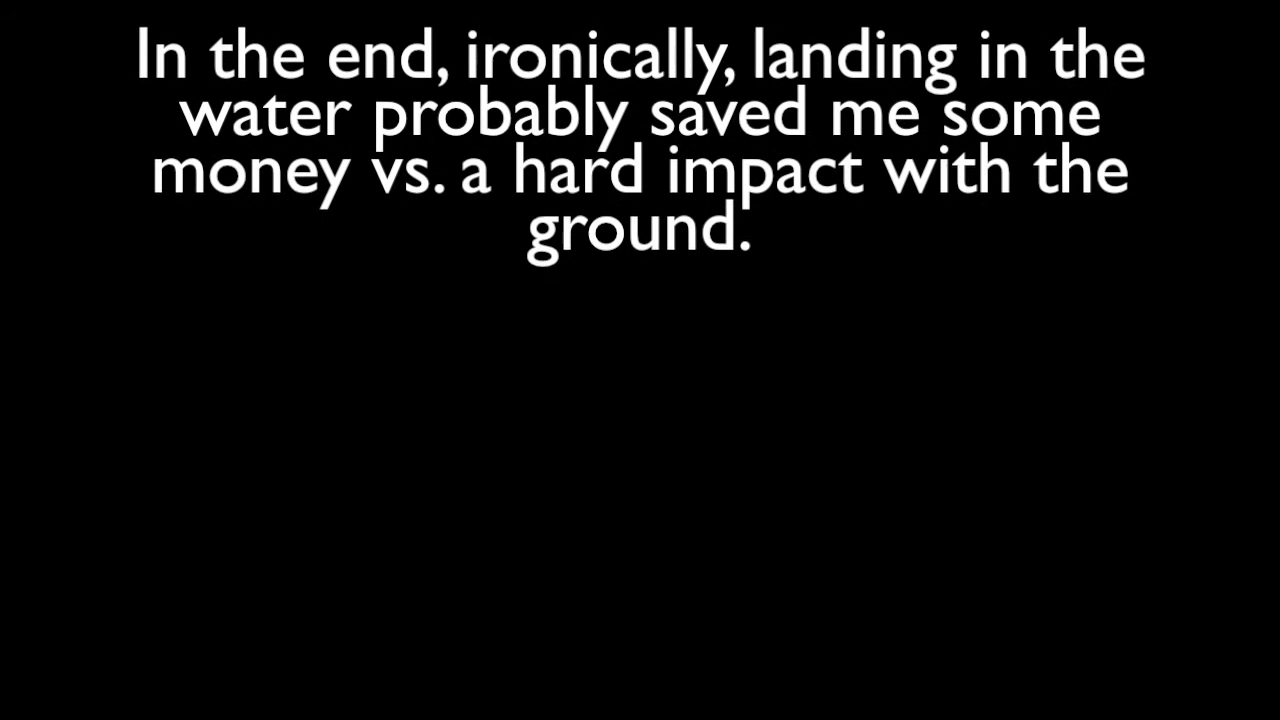 In the end, ironically, landing in the
water probably saved me some
money vs. a hard impact with the
ground.